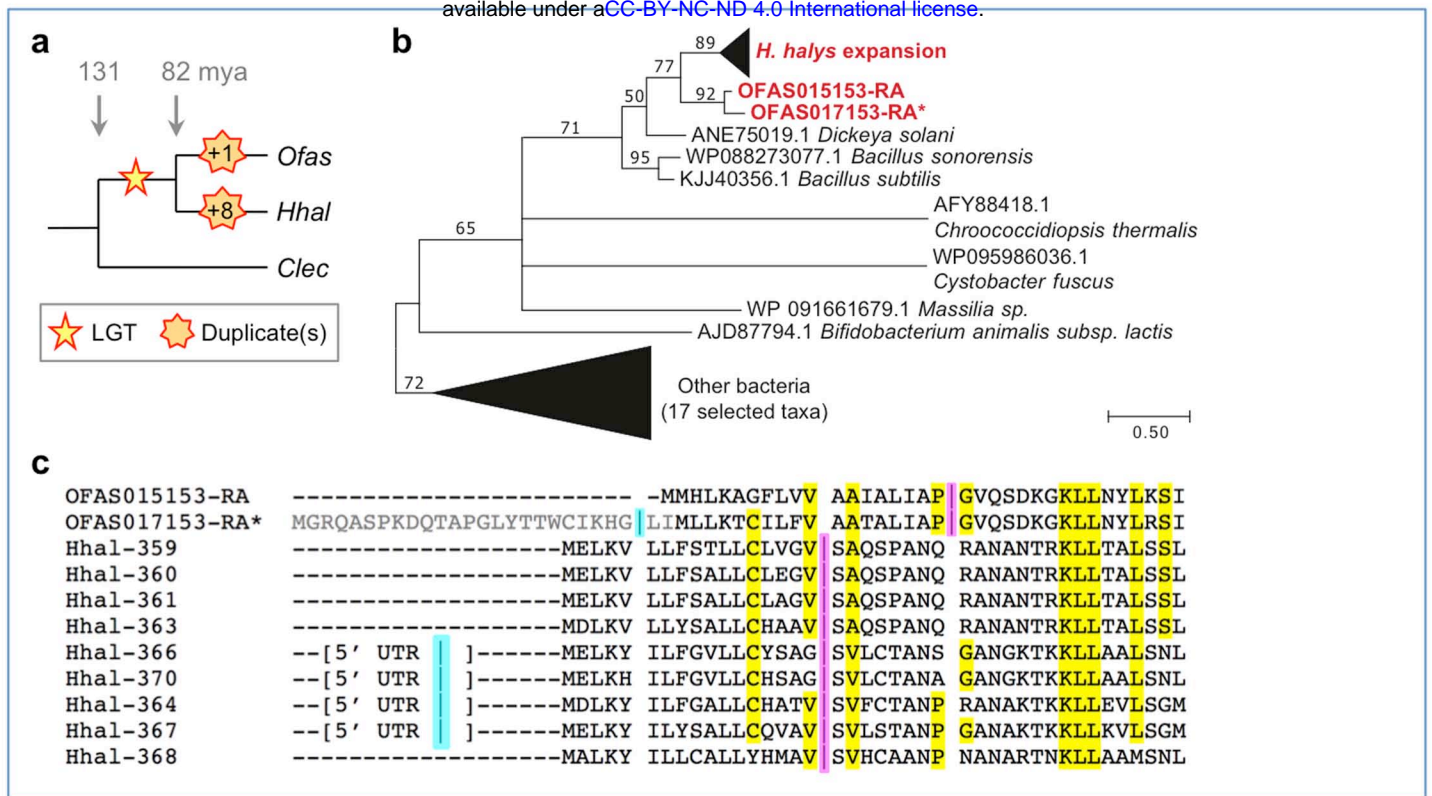 available under aCC-BY-NC-ND 4.0 International license.
a
131 82 mya
+1 Ofas
+8 Hhal
Clec
LGT Duplicate(s)
b
89 H. halys expansion
77
92 OFAS015153-RA
OFAS017153-RA*
50
71 ANE75019.1 Dickeya solani
95 WP088273077.1 Bacillus sonorensis
KJJ40356.1 Bacillus subtilis
AFY88418.1
Chroococcidiopsis thermalis
65
WP095986036.1
Cystobacter fuscus
WP 091661679.1 Massilia sp.
AJD87794.1 Bifidobacterium animalis subsp. lactis
72 Other bacteria
(17 selected taxa)
0.50
c
OFAS015153-RA ------------------------ -MMHLKAGFLVV AAIALIAP|GVQSDKGKLLNYLKSI
OFAS017153-RA* MGRQASPKDQTAPGLYTTWCIKHG|LIMLLKTCILFV AATALIAP|GVQSDKGKLLNYLRSI
Hhal-359 -------------------MELKV LLFSTLLCLVGV|SAQSPANQ RANANTRKLLTALSSL
Hhal-360 -------------------MELKV LLFSALLCLEGV|SAQSPANQ RANANTRKLLTALSSL
Hhal-361 -------------------MELKV LLFSALLCLAGV|SAQSPANQ RANANTRKLLTALSSL
Hhal-363 -------------------MDLKV LLYSALLCHAAV|SAQSPANQ RANANTRKLLTALSSL
Hhal-366 --[5′ UTR | ]------MELKY ILFGVLLCYSAG|SVLCTANS GANGKTKKLLAALSNL
Hhal-370 --[5′ UTR | ]------MELKH ILFGVLLCHSAG|SVLCTANA GANGKTKKLLAALSNL
Hhal-364 --[5′ UTR | ]------MDLKY ILFGALLCHATV|SVFCTANP RANAKTKKLLEVLSGM
Hhal-367 --[5′ UTR | ]------MELKY ILYSALLCQVAV|SVLSTANP GANAKTKKLLKVLSGM
Hhal-368 -------------------MALKY ILLCALLYHMAV|SVHCAANP NANARTNKLLAAMSNL